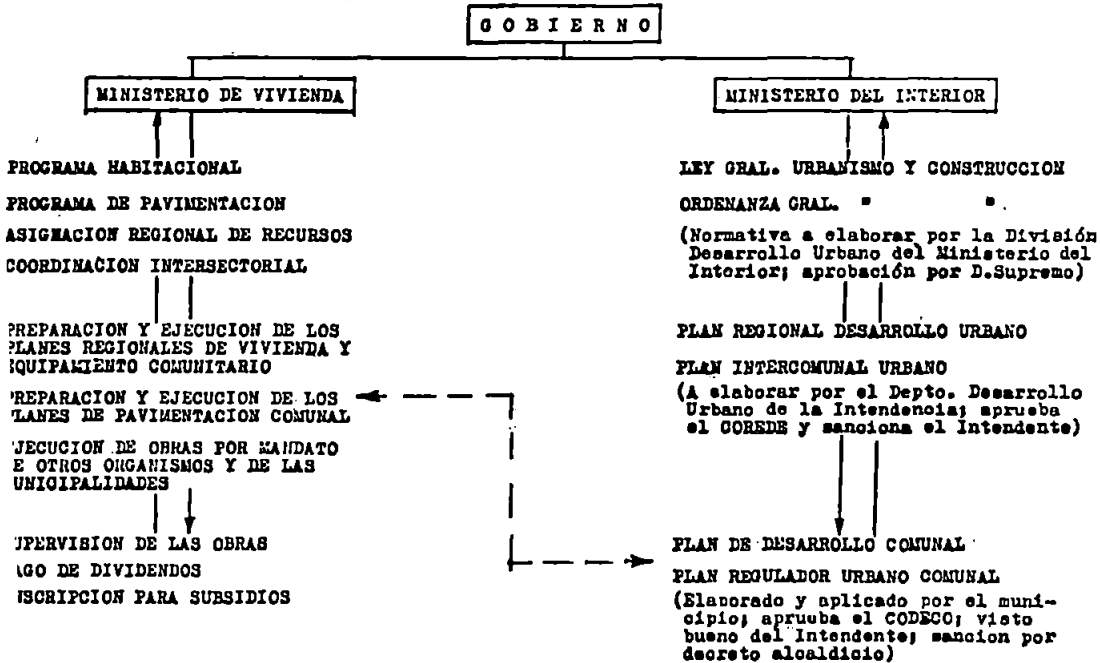 GOBIERNO
MINISTERIO DE VIVIENDA
PROGRAMA HABITACIONAL
PROGRAMA DE PAVIMENTACION
ASIGNACION REGIONAL DE RECURSOS
COORDINACION INTERSECTORIAL
PREPARACION Y EJECUCION DE LOS
PLANES REGIONALES DE VIVIENDA Y
EQUIPAMIENTO COMUNITARIO
PREPARACION Y EJECUCION DE LOS
PLANES DE PAVIMENTACION COMUNAL
JECUCION DE OBRAS POR MANDATO
E OTROS ORGANISMOS Y DE LAS
UNICIPALIDADES
UPERVISION DE LAS OBRAS
AGO DE DIVIDENDOS
NSCRIPCION PARA SUBSIDIOS
MINISTERIO DEL INTERIOR
LEY GRAL. URBANISMO Y CONSTRUCCION
ORDENANZA GRAL. " " .
(Normativa a elaborar por la División
Desarrollo Urbano del Ministerio del
Interior; aprobación por D.Supremo)
PLAN REGIONAL DESARROLLO URBANO
PLAN INTERCOMUNAL URBANO
(A elaborar por el Depto. Desarrollo
Urbano de la Intendencia; aprueba
el COREDE y sanciona el Intendente)
PLAN DE DESARROLLO COMUNAL
PLAN REGULADOR URBANO COMUNAL
(Elaborado y aplicado por el muni-
cipio; aprueba el CODECO; visto
bueno del Intendente; sancion por
decreto alcaldicio)